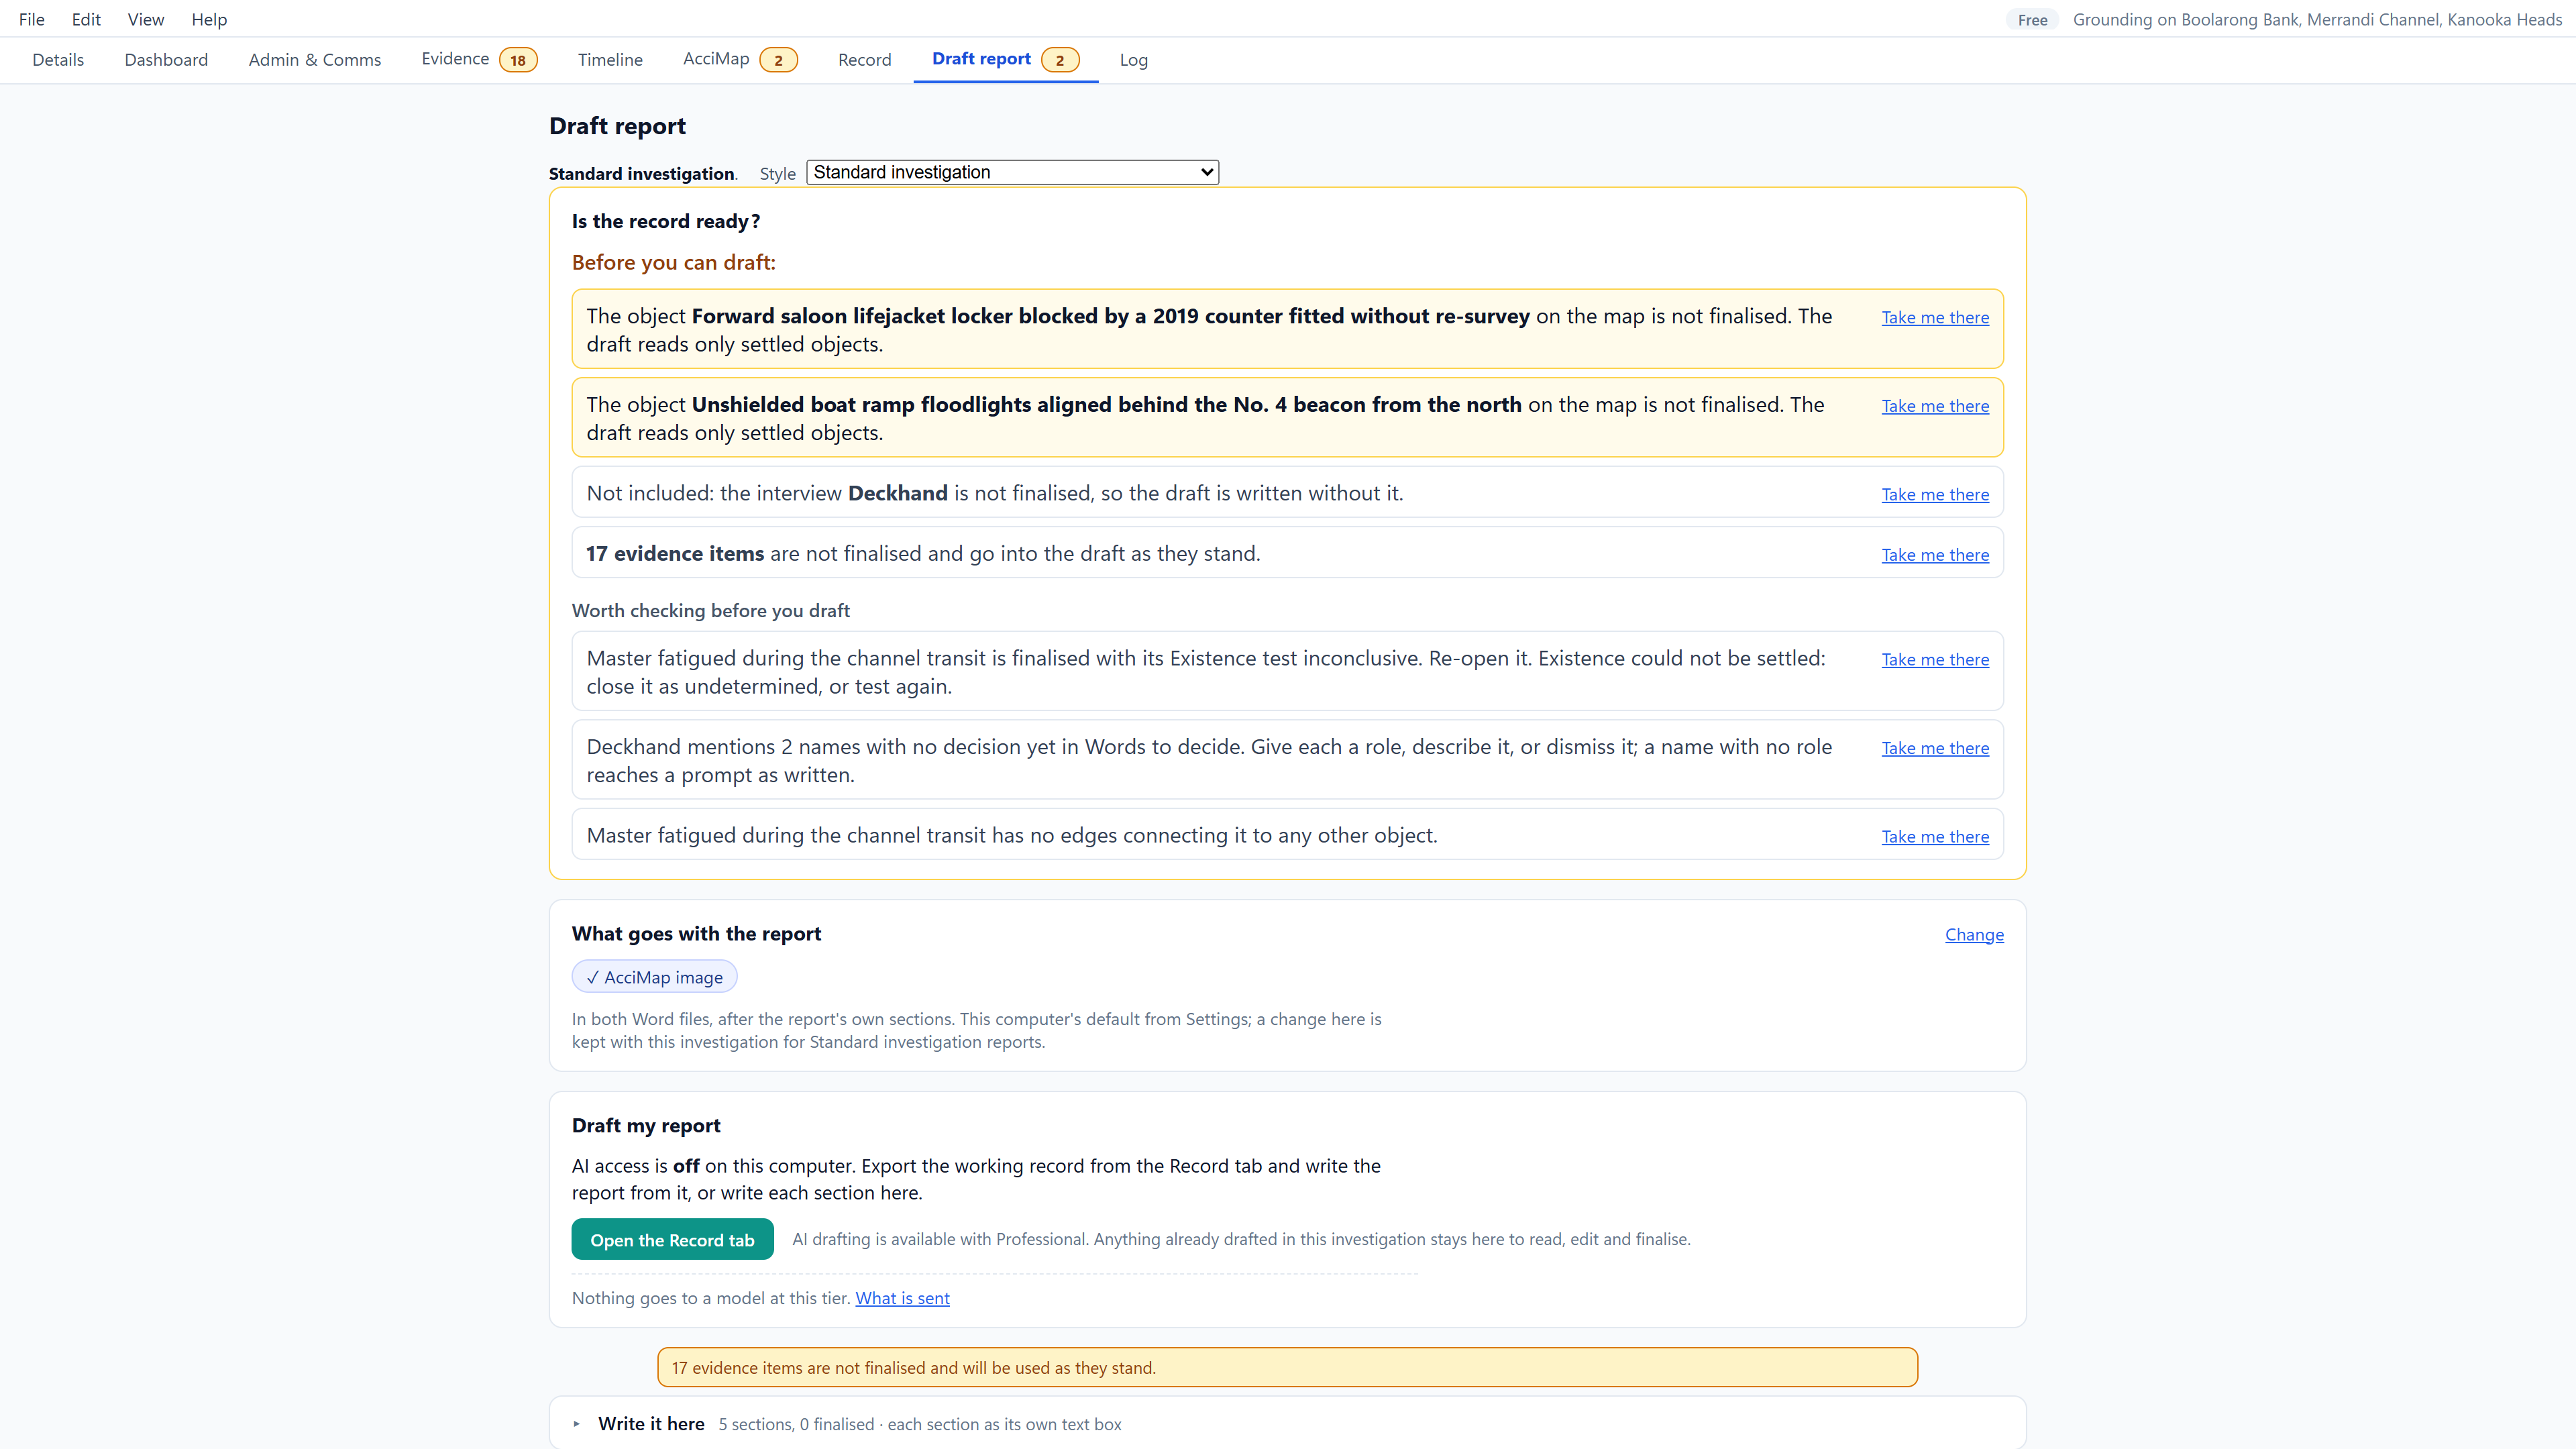 File Edit View Help Free Grounding on Boolarong Bank, Merrandi Channel, Kanooka Heads
Details Dashboard Admin & Comms Evidence 18 Timeline AcciMap 2 Record Draft report 2 Log
Draft report
Standard investigation. Style Standard investigation
Is the record ready?
Before you can draft:
The object Forward saloon lifejacket locker blocked by a 2019 counter fitted without re-survey on the map is not finalised. The Take me there
draft reads only settled objects.
The object Unshielded boat ramp floodlights aligned behind the No. 4 beacon from the north on the map is not finalised. The Take me there
draft reads only settled objects.
Not included: the interview Deckhand is not finalised, so the draft is written without it. Take me there
17 evidence items are not finalised and go into the draft as they stand. Take me there
Worth checking before you draft
Master fatigued during the channel transit is finalised with its Existence test inconclusive. Re-open it. Existence could not be settled: Take me there
close it as undetermined, or test again.
Deckhand mentions 2 names with no decision yet in Words to decide. Give each a role, describe it, or dismiss it; a name with no role Take me there
reaches a prompt as written.
Master fatigued during the channel transit has no edges connecting it to any other object. Take me there
What goes with the report Change
✓ AcciMap image
In both Word files, after the report's own sections. This computer's default from Settings; a change here is
kept with this investigation for Standard investigation reports.
Draft my report
AI access is off on this computer. Export the working record from the Record tab and write the
report from it, or write each section here.
Open the Record tab AI drafting is available with Professional. Anything already drafted in this investigation stays here to read, edit and finalise.
Nothing goes to a model at this tier. What is sent
17 evidence items are not finalised and will be used as they stand.
▸ Write it here 5 sections, 0 finalised · each section as its own text box